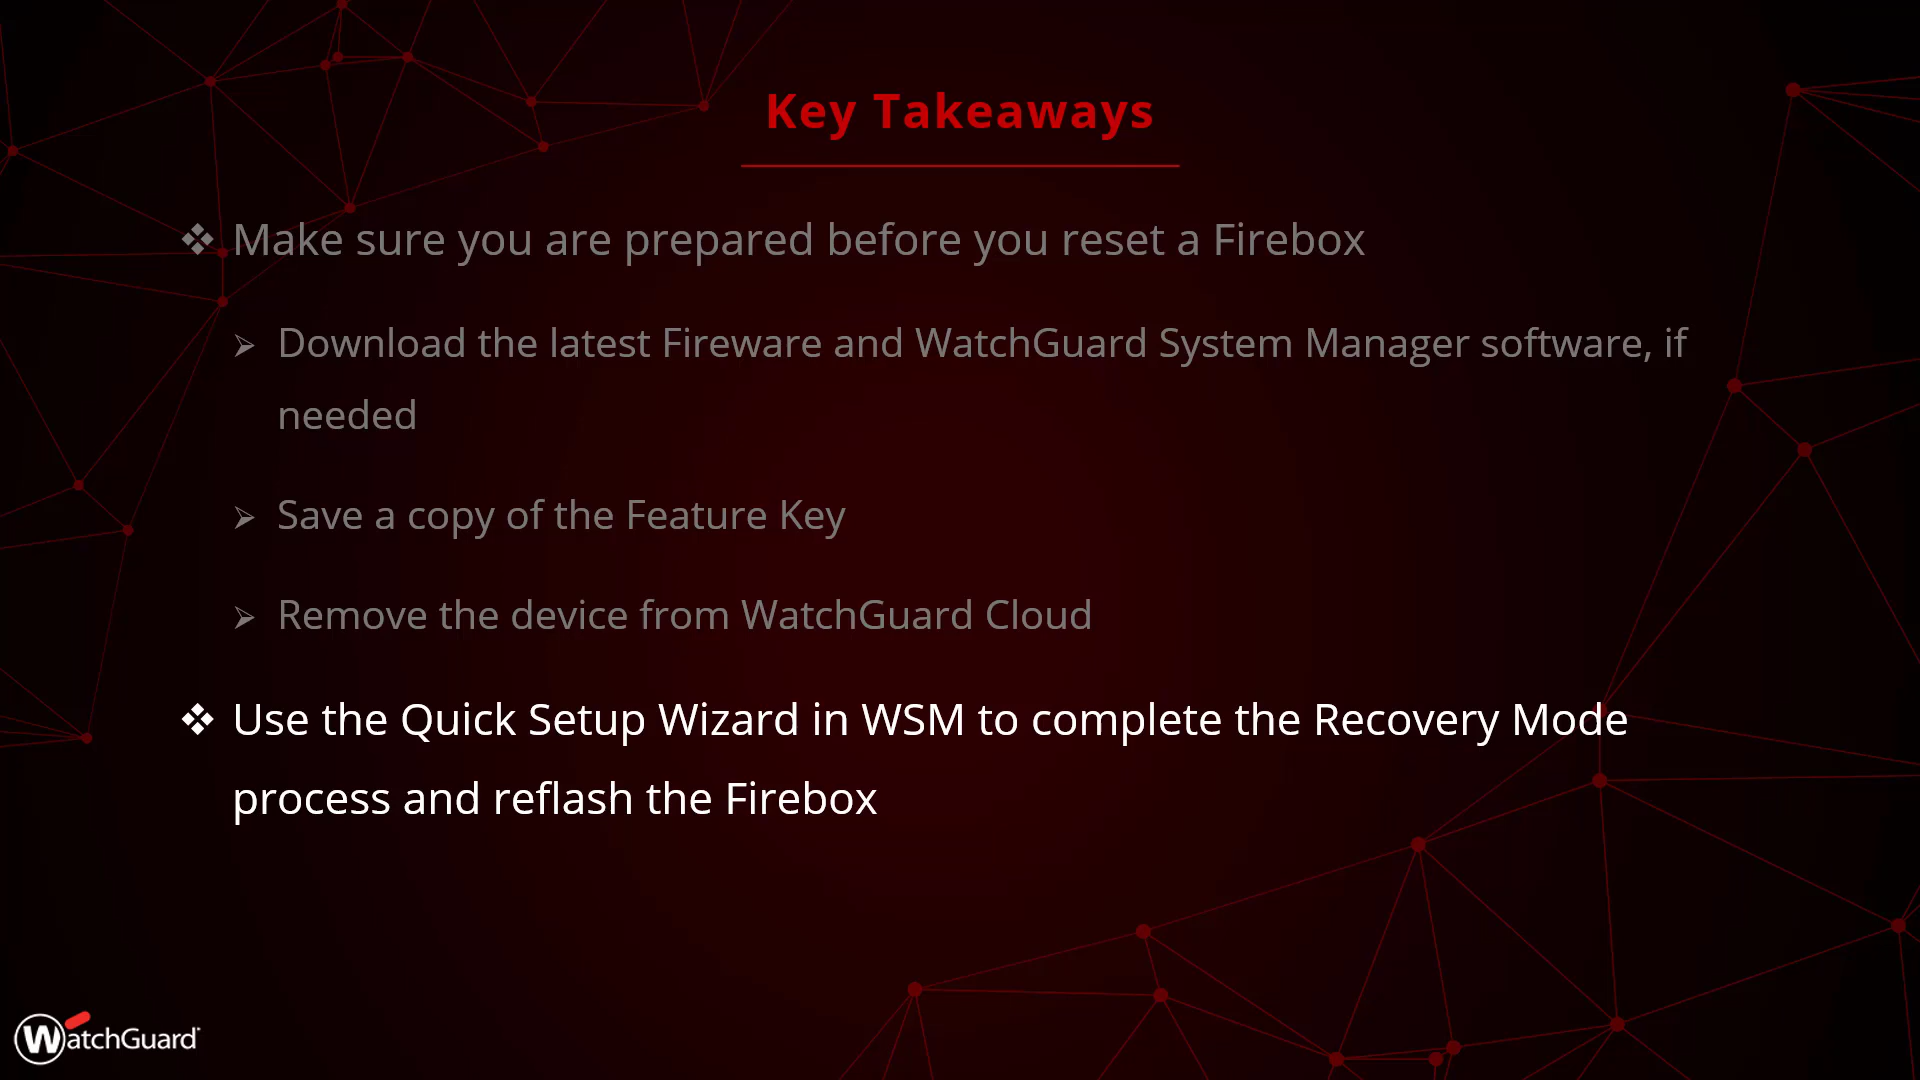 Key Takeaways
❖ Make sure you are prepared before you reset a Firebox
➢ Download the latest Fireware and WatchGuard System Manager software, if
needed
➢ Save a copy of the Feature Key
➢ Remove the device from WatchGuard Cloud
❖ Use the Quick Setup Wizard in WSM to complete the Recovery Mode
process and reflash the Firebox
WatchGuard